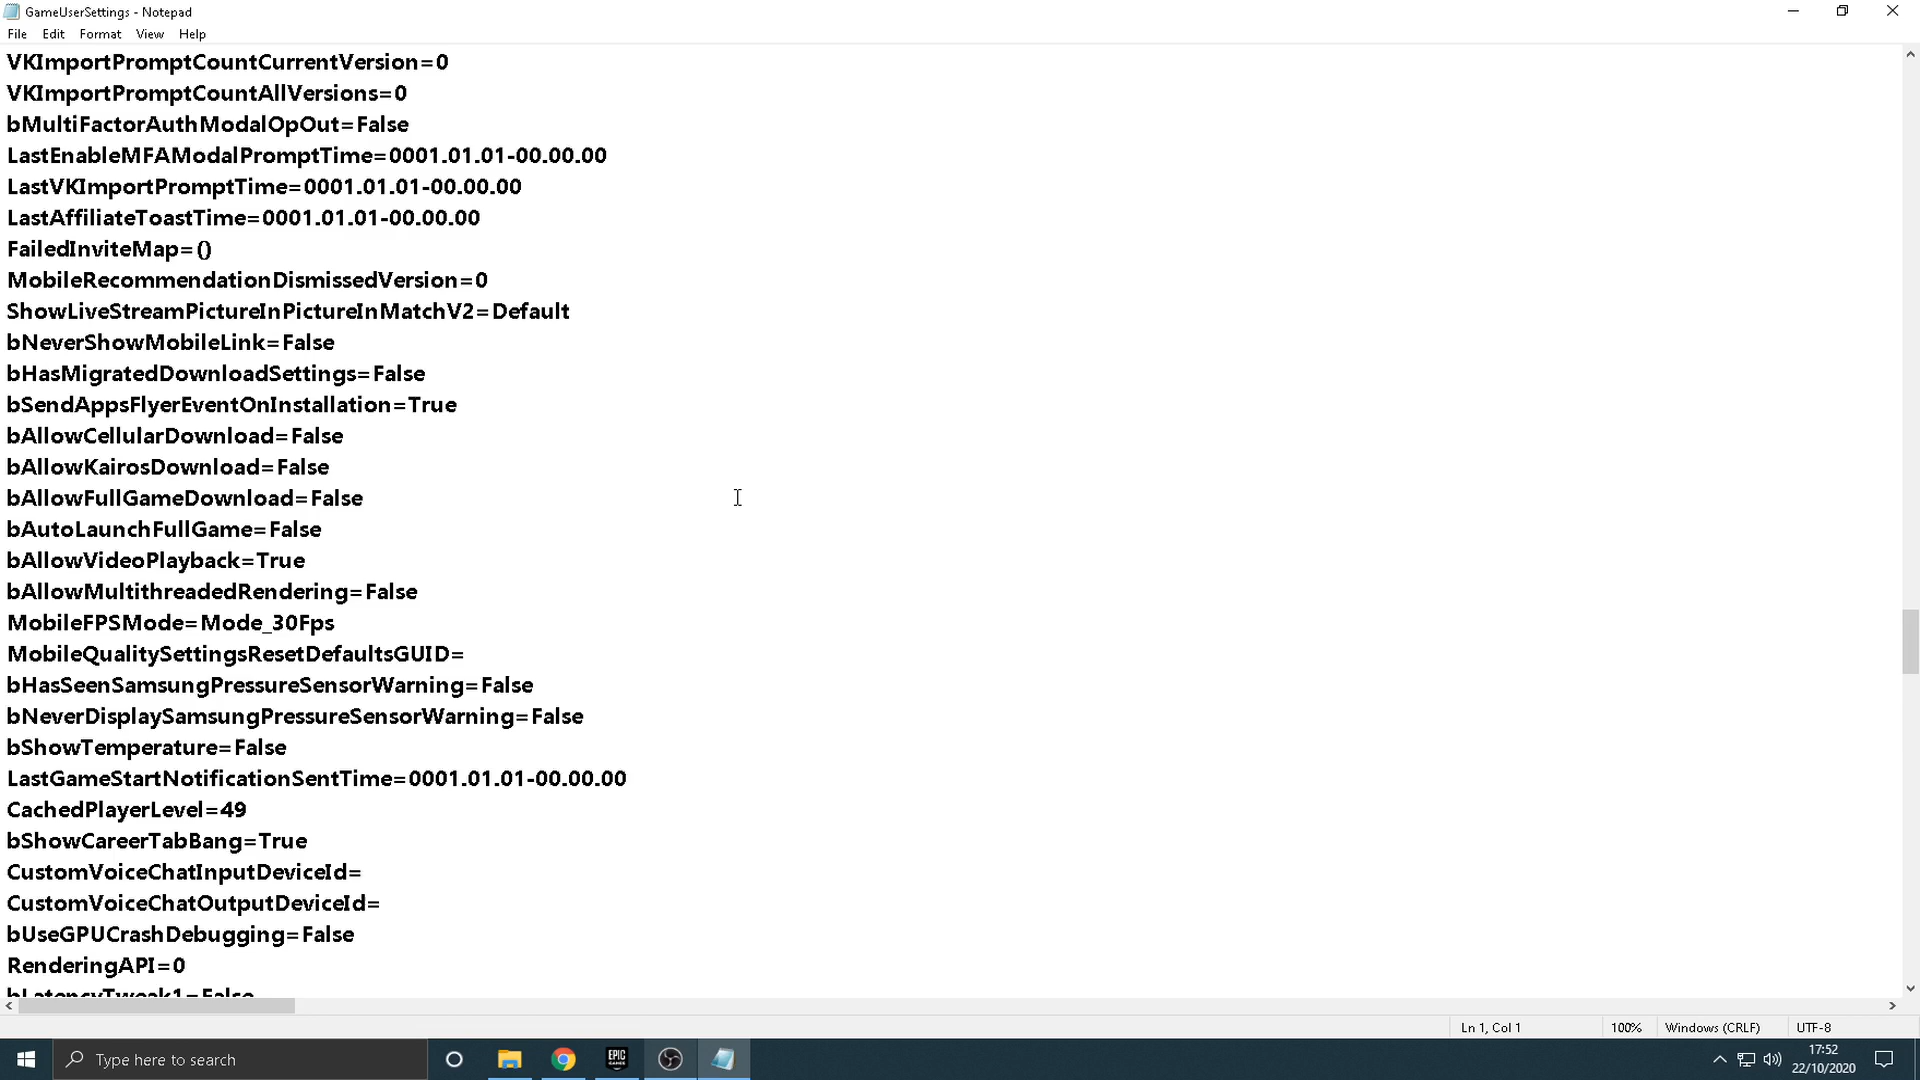 GameUserSettings - Notepad
File Edit Format View Help
VKImportPromptCountCurrentVersion=0
VKImportPromptCountAllVersions=0
bMultiFactorAuthModalOpOut=False
LastEnableMFAModalPromptTime=0001.01.01-00.00.00
LastVKImportPromptTime=0001.01.01-00.00.00
LastAffiliateToastTime=0001.01.01-00.00.00
FailedInviteMap=()
MobileRecommendationDismissedVersion=0
ShowLiveStreamPictureInPictureInMatchV2=Default
bNeverShowMobileLink=False
bHasMigratedDownloadSettings=False
bSendAppsFlyerEventOnInstallation=True
bAllowCellularDownload=False
bAllowKairosDownload=False
bAllowFullGameDownload=False
bAutoLaunchFullGame=False
bAllowVideoPlayback=True
bAllowMultithreadedRendering=False
MobileFPSMode=Mode_30Fps
MobileQualitySettingsResetDefaultsGUID=
bHasSeenSamsungPressureSensorWarning=False
bNeverDisplaySamsungPressureSensorWarning=False
bShowTemperature=False
LastGameStartNotificationSentTime=0001.01.01-00.00.00
CachedPlayerLevel=49
bShowCareerTabBang=True
CustomVoiceChatInputDeviceId=
CustomVoiceChatOutputDeviceId=
bUseGPUCrashDebugging=False
RenderingAPI=0
bLatencyTweak1=False
Ln 1, Col 1 100% Windows (CRLF) UTF-8
Type here to search
EPIC GAMES
17:52
22/10/2020